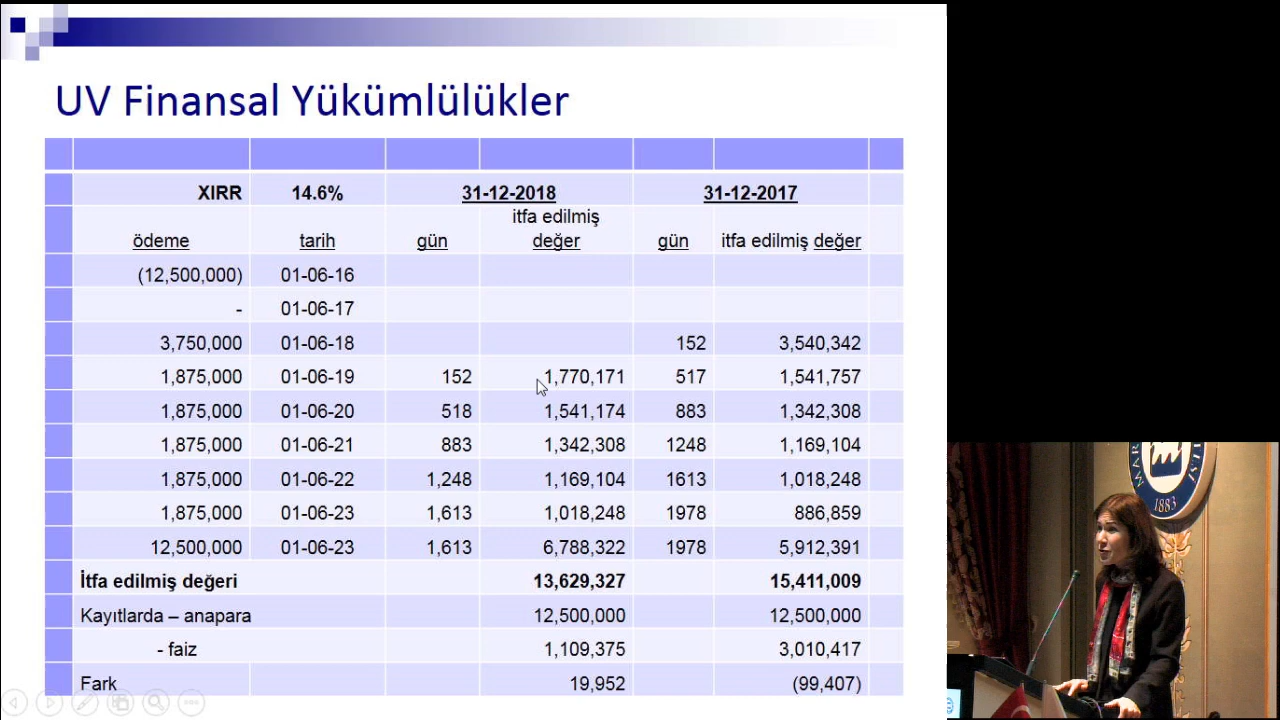 UV Finansal Yükümlülükler
XIRR 14.6% 31-12-2018 31-12-2017
ödeme tarih gün itfa edilmiş değer gün itfa edilmiş değer
(12,500,000) 01-06-16
- 01-06-17
3,750,000 01-06-18 152 3,540,342
1,875,000 01-06-19 152 1,770,171 517 1,541,757
1,875,000 01-06-20 518 1,541,174 883 1,342,308
1,875,000 01-06-21 883 1,342,308 1248 1,169,104
1,875,000 01-06-22 1,248 1,169,104 1613 1,018,248
1,875,000 01-06-23 1,613 1,018,248 1978 886,859
12,500,000 01-06-23 1,613 6,788,322 1978 5,912,391
İtfa edilmiş değeri 13,629,327 15,411,009
Kayıtlarda – anapara 12,500,000 12,500,000
- faiz 1,109,375 3,010,417
Fark 19,952 (99,407)
1883